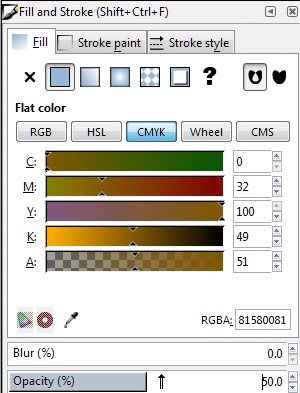 Fill and Stroke (Shift+Ctrl+F)
Fill Stroke paint Stroke style
?
Flat color
RGB HSL CMYK Wheel CMS
C: 0
M: 32
Y: 100
K: 49
A: 51
RGBA: 81580081
Blur (%) 0.0
Opacity (%) 50.0